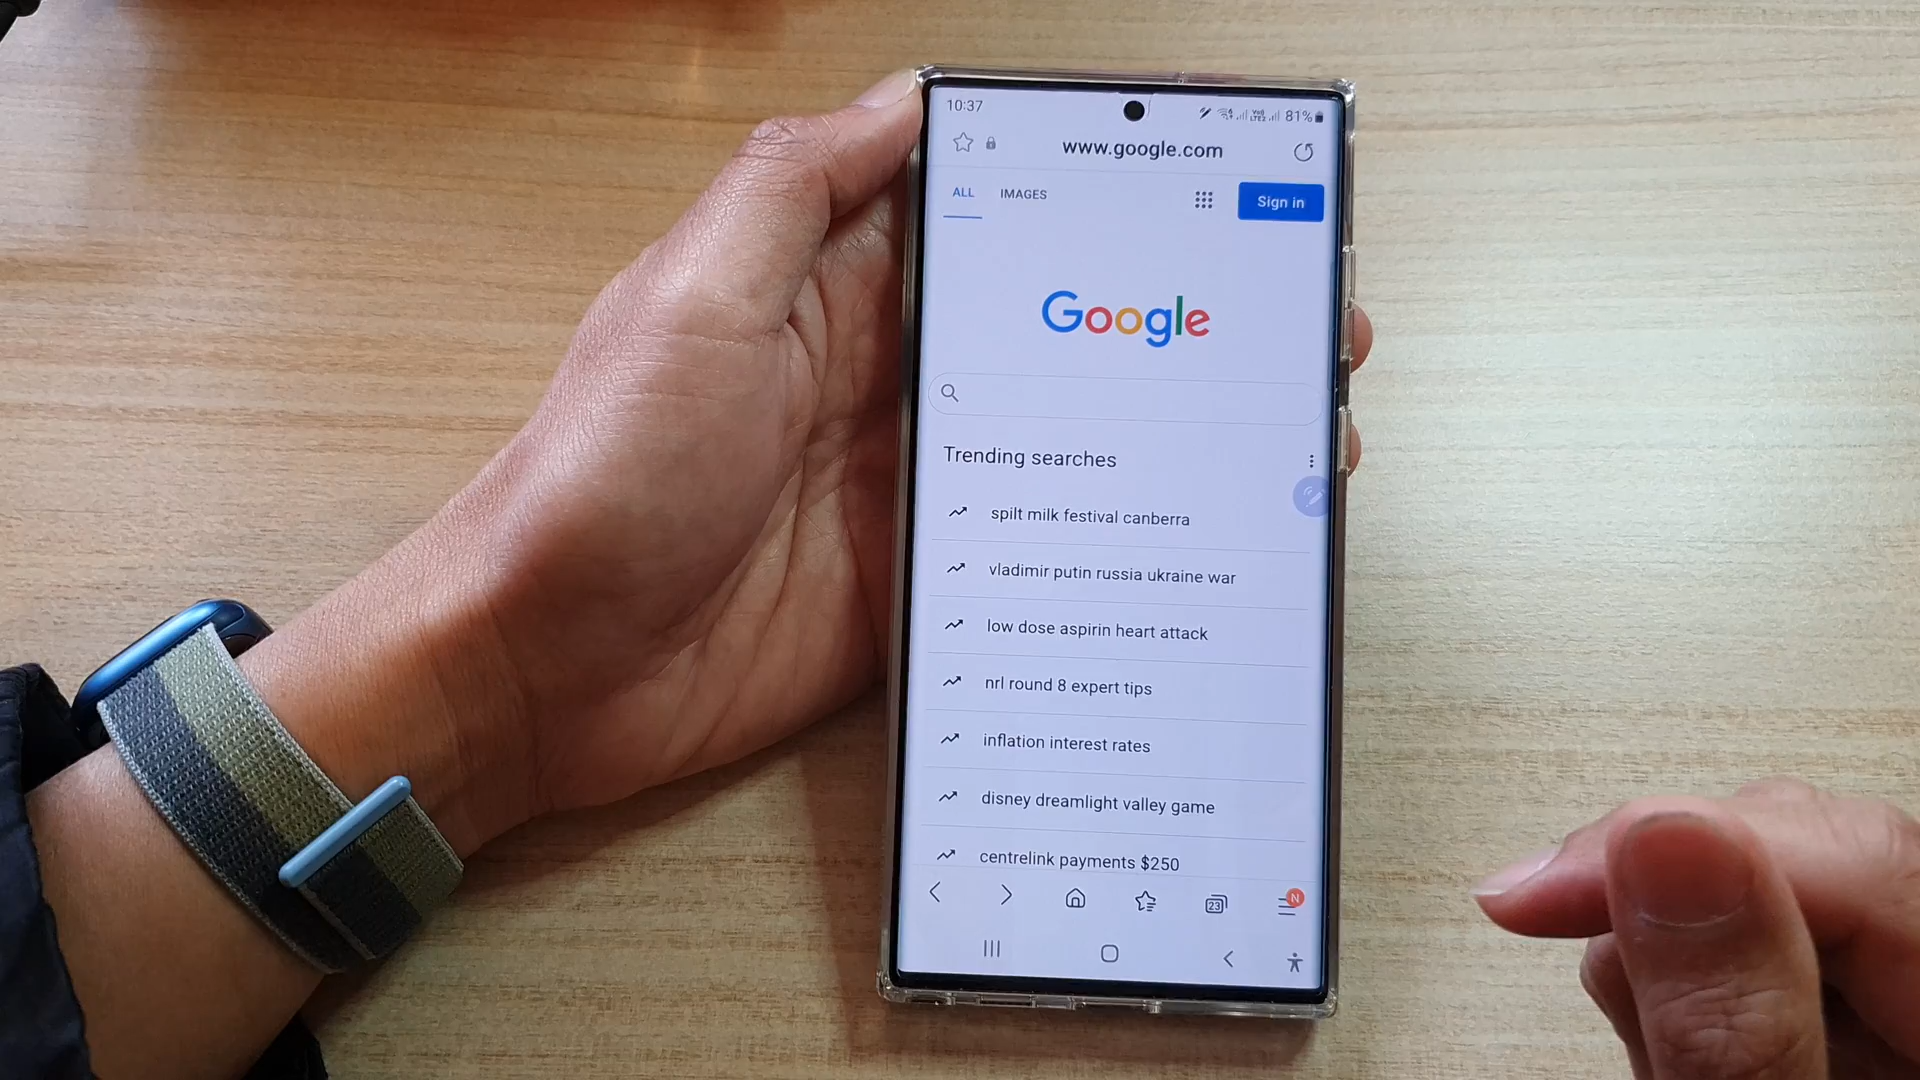 10:37
81%
www.google.com
ALL IMAGES
Sign in
Google
Trending searches
spilt milk festival canberra
vladimir putin russia ukraine war
low dose aspirin heart attack
nrl round 8 expert tips
inflation interest rates
disney dreamlight valley game
centrelink payments $250
23
N